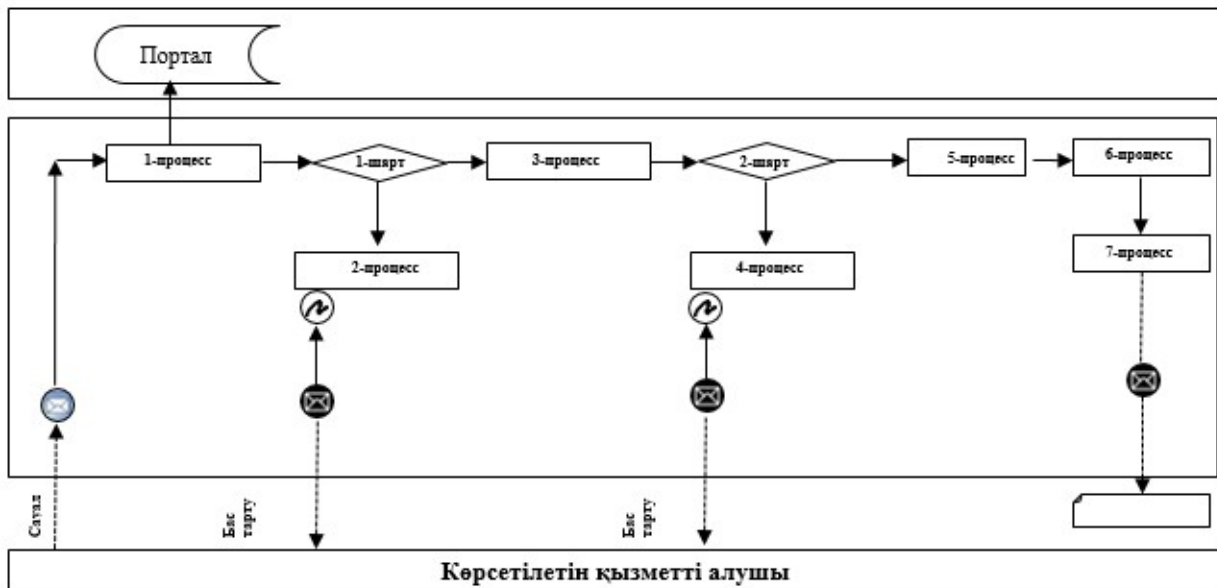 Портал
1-процесс
1-шарт
3-процесс
2-шарт
5-процесс
6-процесс
2-процесс
4-процесс
7-процесс
Сауал
Бас
тарту
Бас
тарту
Көрсетілетін қызметті алушы